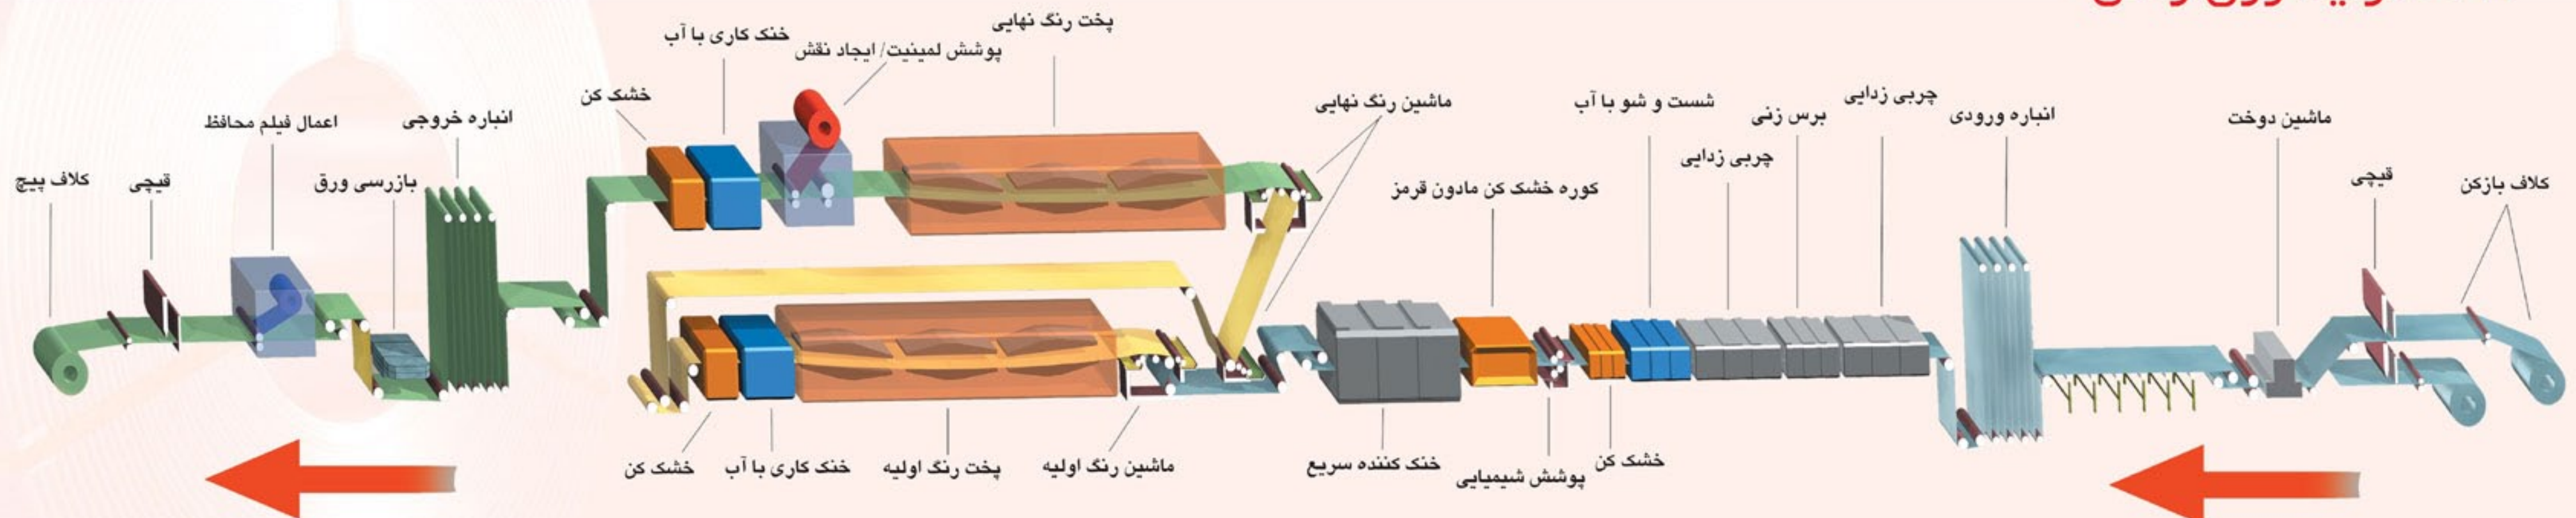 کلاف بازکن
قیچی
ماشین دوخت
انباره ورودی
چربی زدایی
برس زنی
چربی زدایی
شست و شو با آب
خشک کن
پوشش شیمیایی
کوره خشک کن مادون قرمز
خنک کننده سریع
ماشین رنگ نهایی
ماشین رنگ اولیه
پخت رنگ اولیه
خنک کاری با آب
خشک کن
پخت رنگ نهایی
پوشش لمینیت/ ایجاد نقش
خنک کاری با آب
خشک کن
انباره خروجی
بازرسی ورق
اعمال فیلم محافظ
قیچی
کلاف پیچ